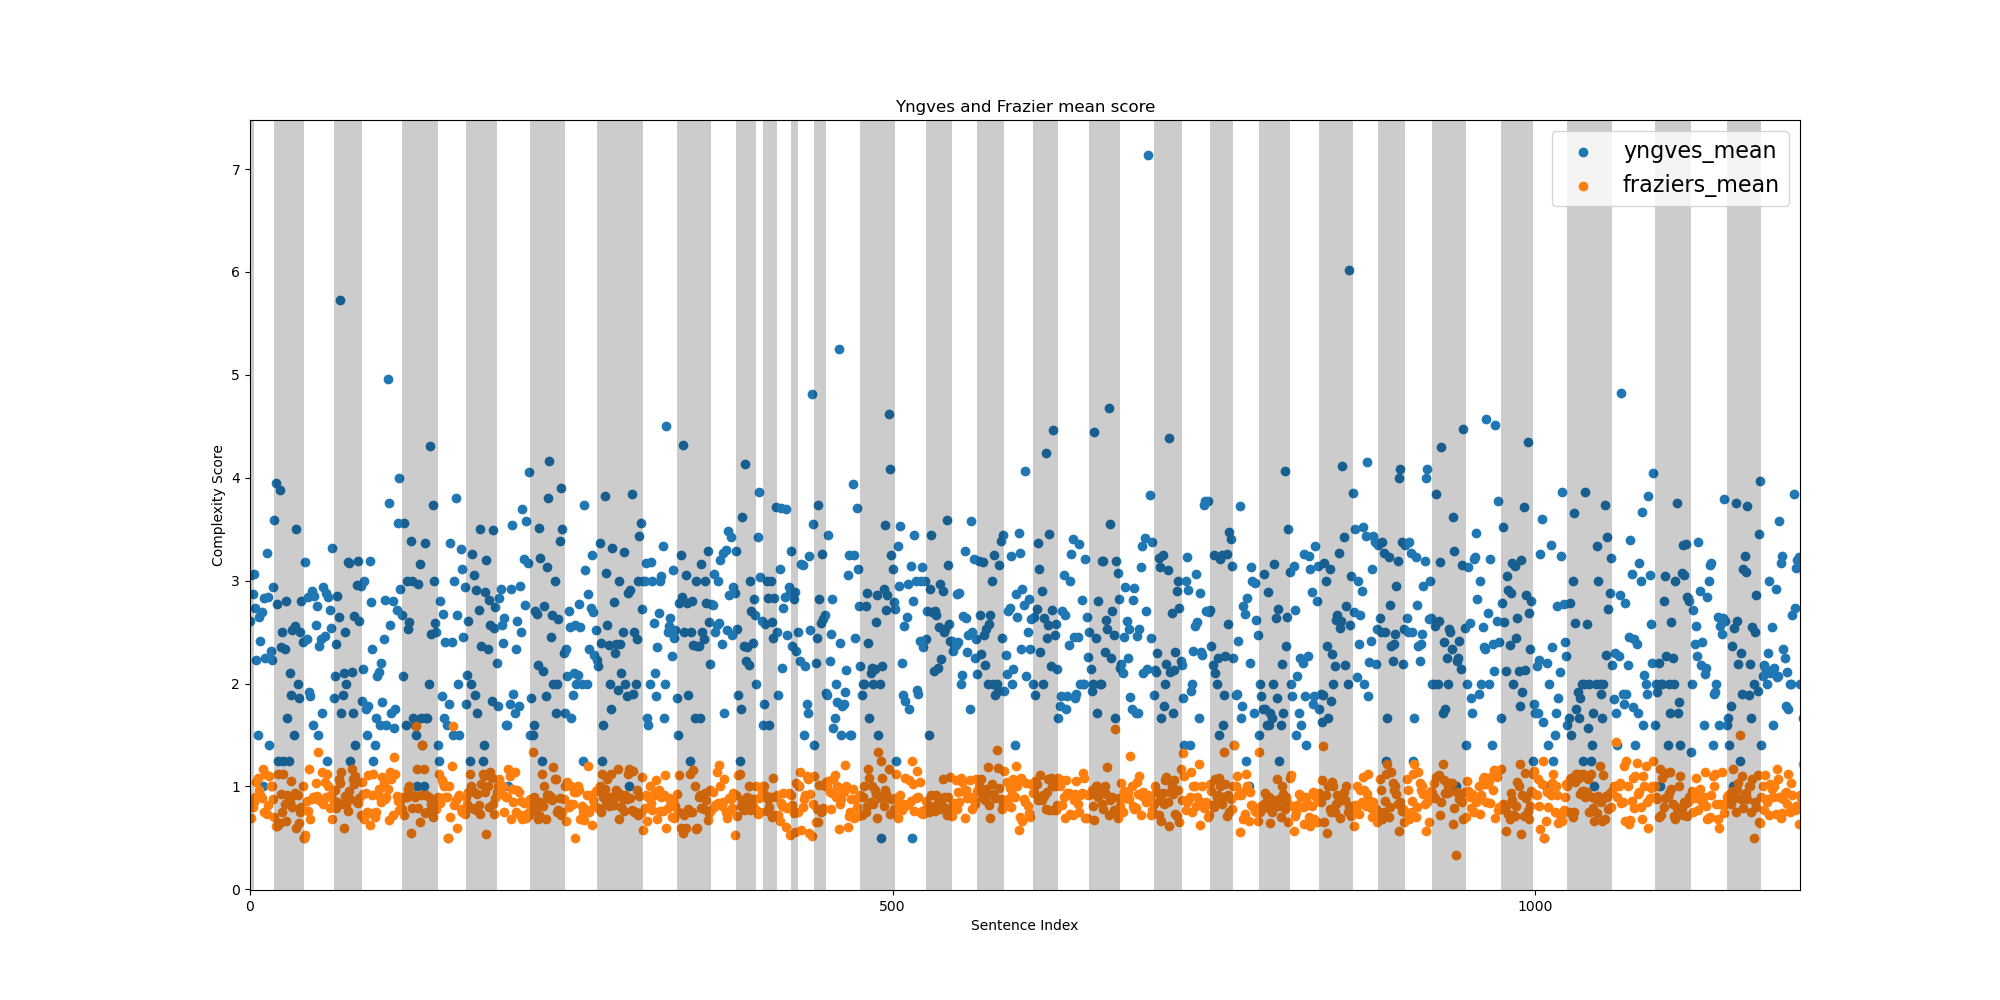 Yngves and Frazier mean score
yngves_mean
fraziers_mean
7
6
5
4
3
2
1
0
Complexity Score
0
500
1000
Sentence Index